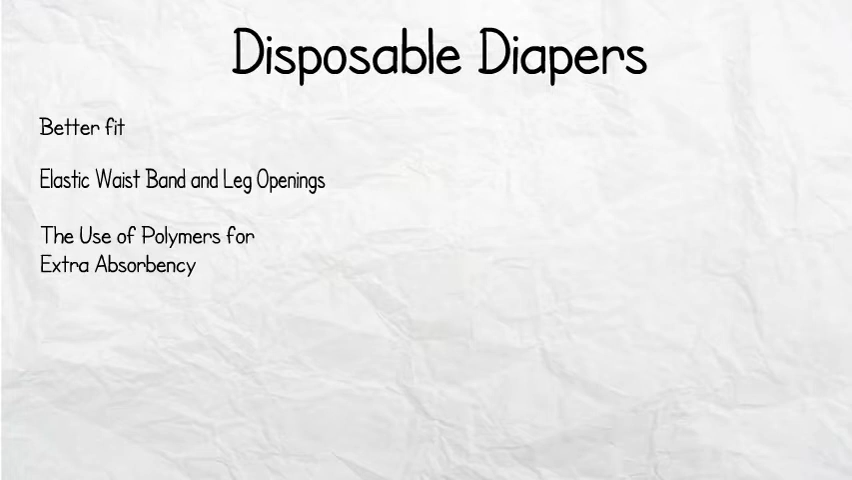 Disposable Diapers
Better fit
Elastic Waist Band and Leg Openings
The Use of Polymers for
Extra Absorbency